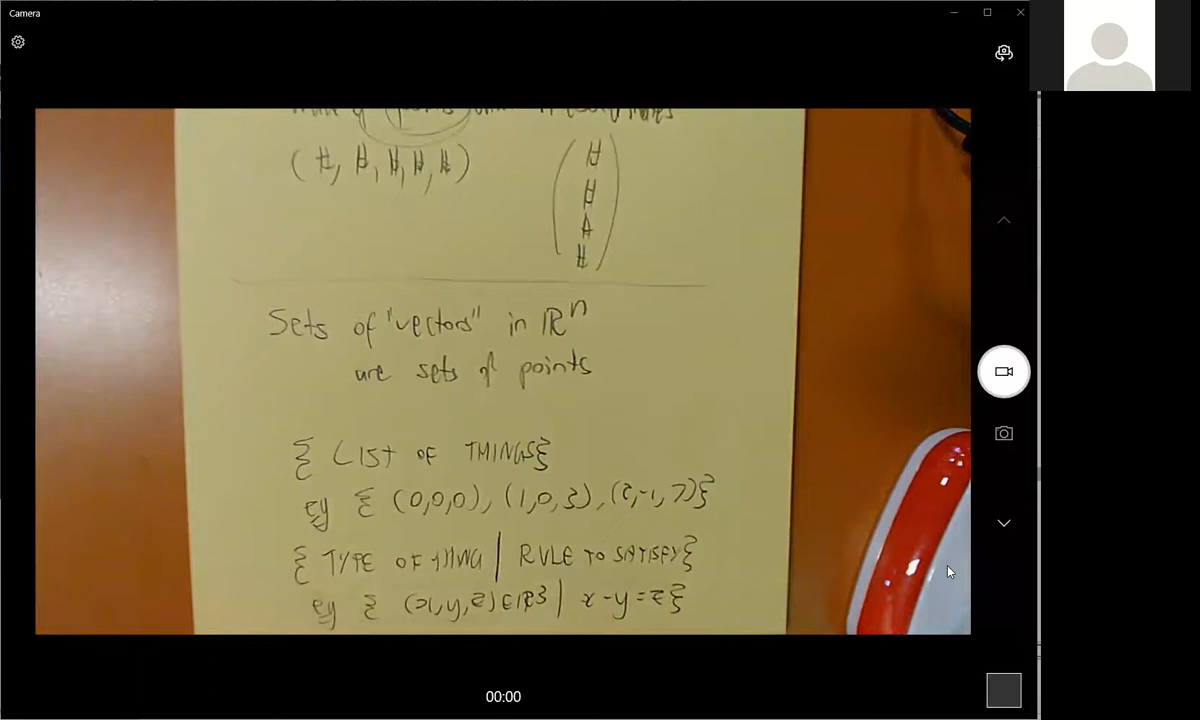 Camera
(#, #, #, #, #)
(#
#
#
#)
Sets of "vectors" in ℝⁿ
are sets of points
{ LIST OF THINGS}
eg { (0,0,0), (1,0,3), (2,-1,7)}
{ TYPE OF THING | RULE TO SATISFY}
eg { (x,y,z)∈ℝ³ | x-y=z}
00:00